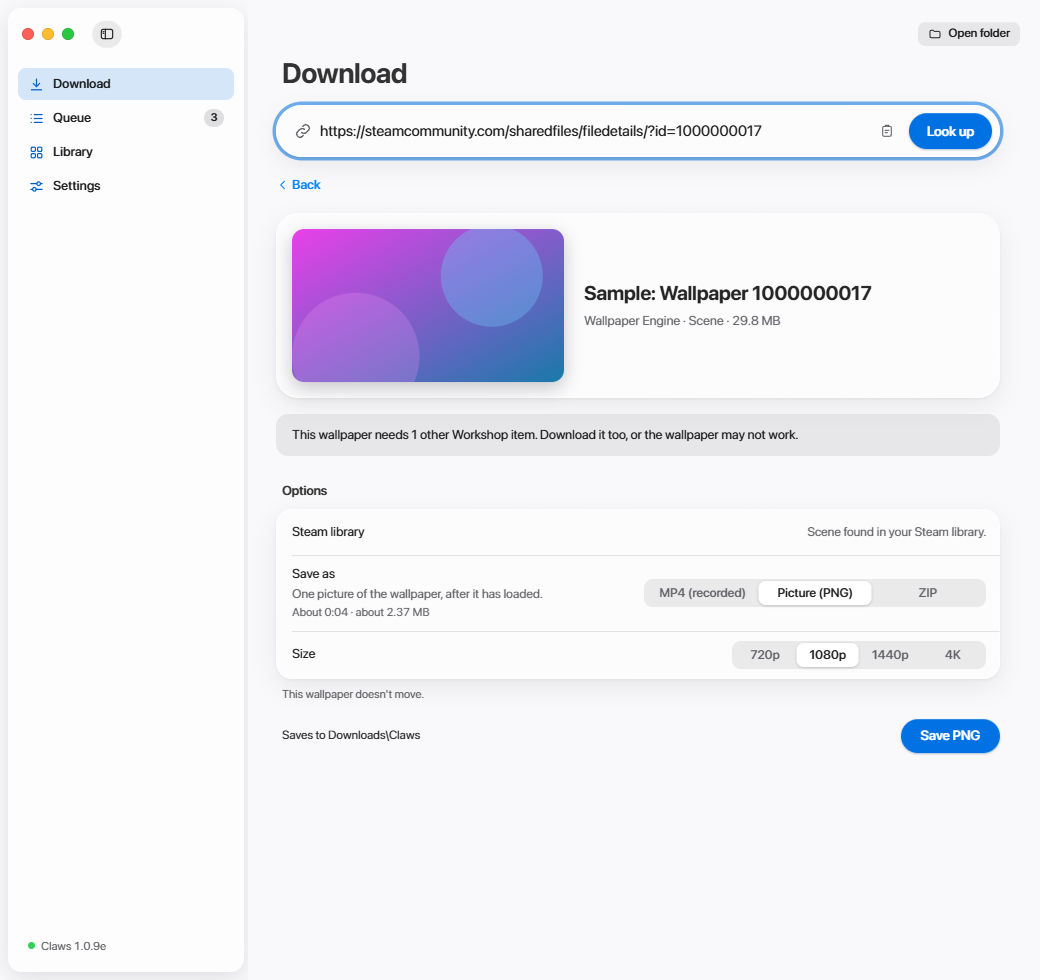 Open folder
Download
Queue
3
Library
Settings
Download
https://steamcommunity.com/sharedfiles/filedetails/?id=1000000017
Look up
Back
Sample: Wallpaper 1000000017
Wallpaper Engine · Scene · 29.8 MB
This wallpaper needs 1 other Workshop item. Download it too, or the wallpaper may not work.
Options
Steam library
Scene found in your Steam library.
Save as
One picture of the wallpaper, after it has loaded.
About 0:04 · about 2.37 MB
MP4 (recorded) Picture (PNG) ZIP
Size
720p 1080p 1440p 4K
This wallpaper doesn't move.
Saves to Downloads\Claws
Save PNG
Claws 1.0.9e